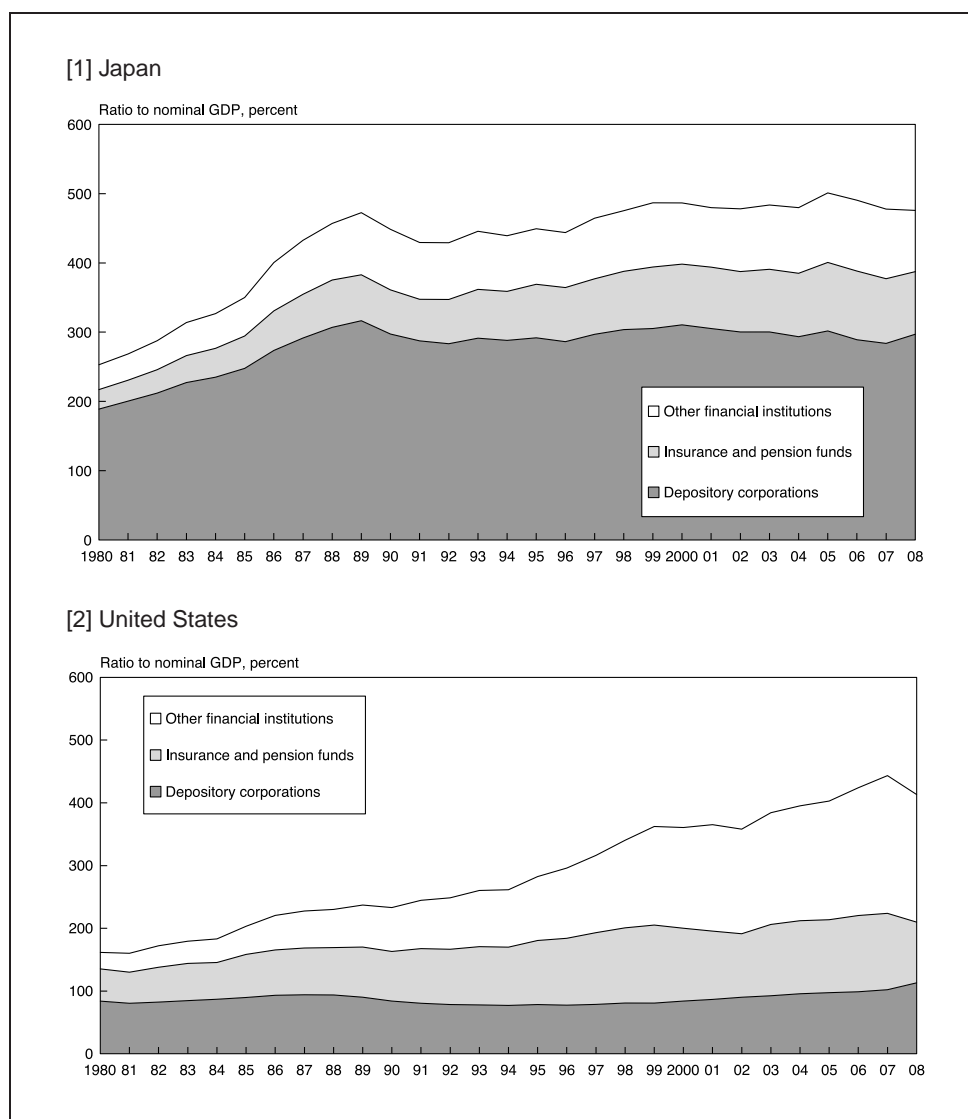 [1] Japan
Ratio to nominal GDP, percent
600
500
400
300
200
100
0
Other financial institutions
Insurance and pension funds
Depository corporations
1980 81 82 83 84 85 86 87 88 89 90 91 92 93 94 95 96 97 98 99 2000 01 02 03 04 05 06 07 08
[2] United States
Ratio to nominal GDP, percent
600
500
400
300
200
100
0
Other financial institutions
Insurance and pension funds
Depository corporations
1980 81 82 83 84 85 86 87 88 89 90 91 92 93 94 95 96 97 98 99 2000 01 02 03 04 05 06 07 08